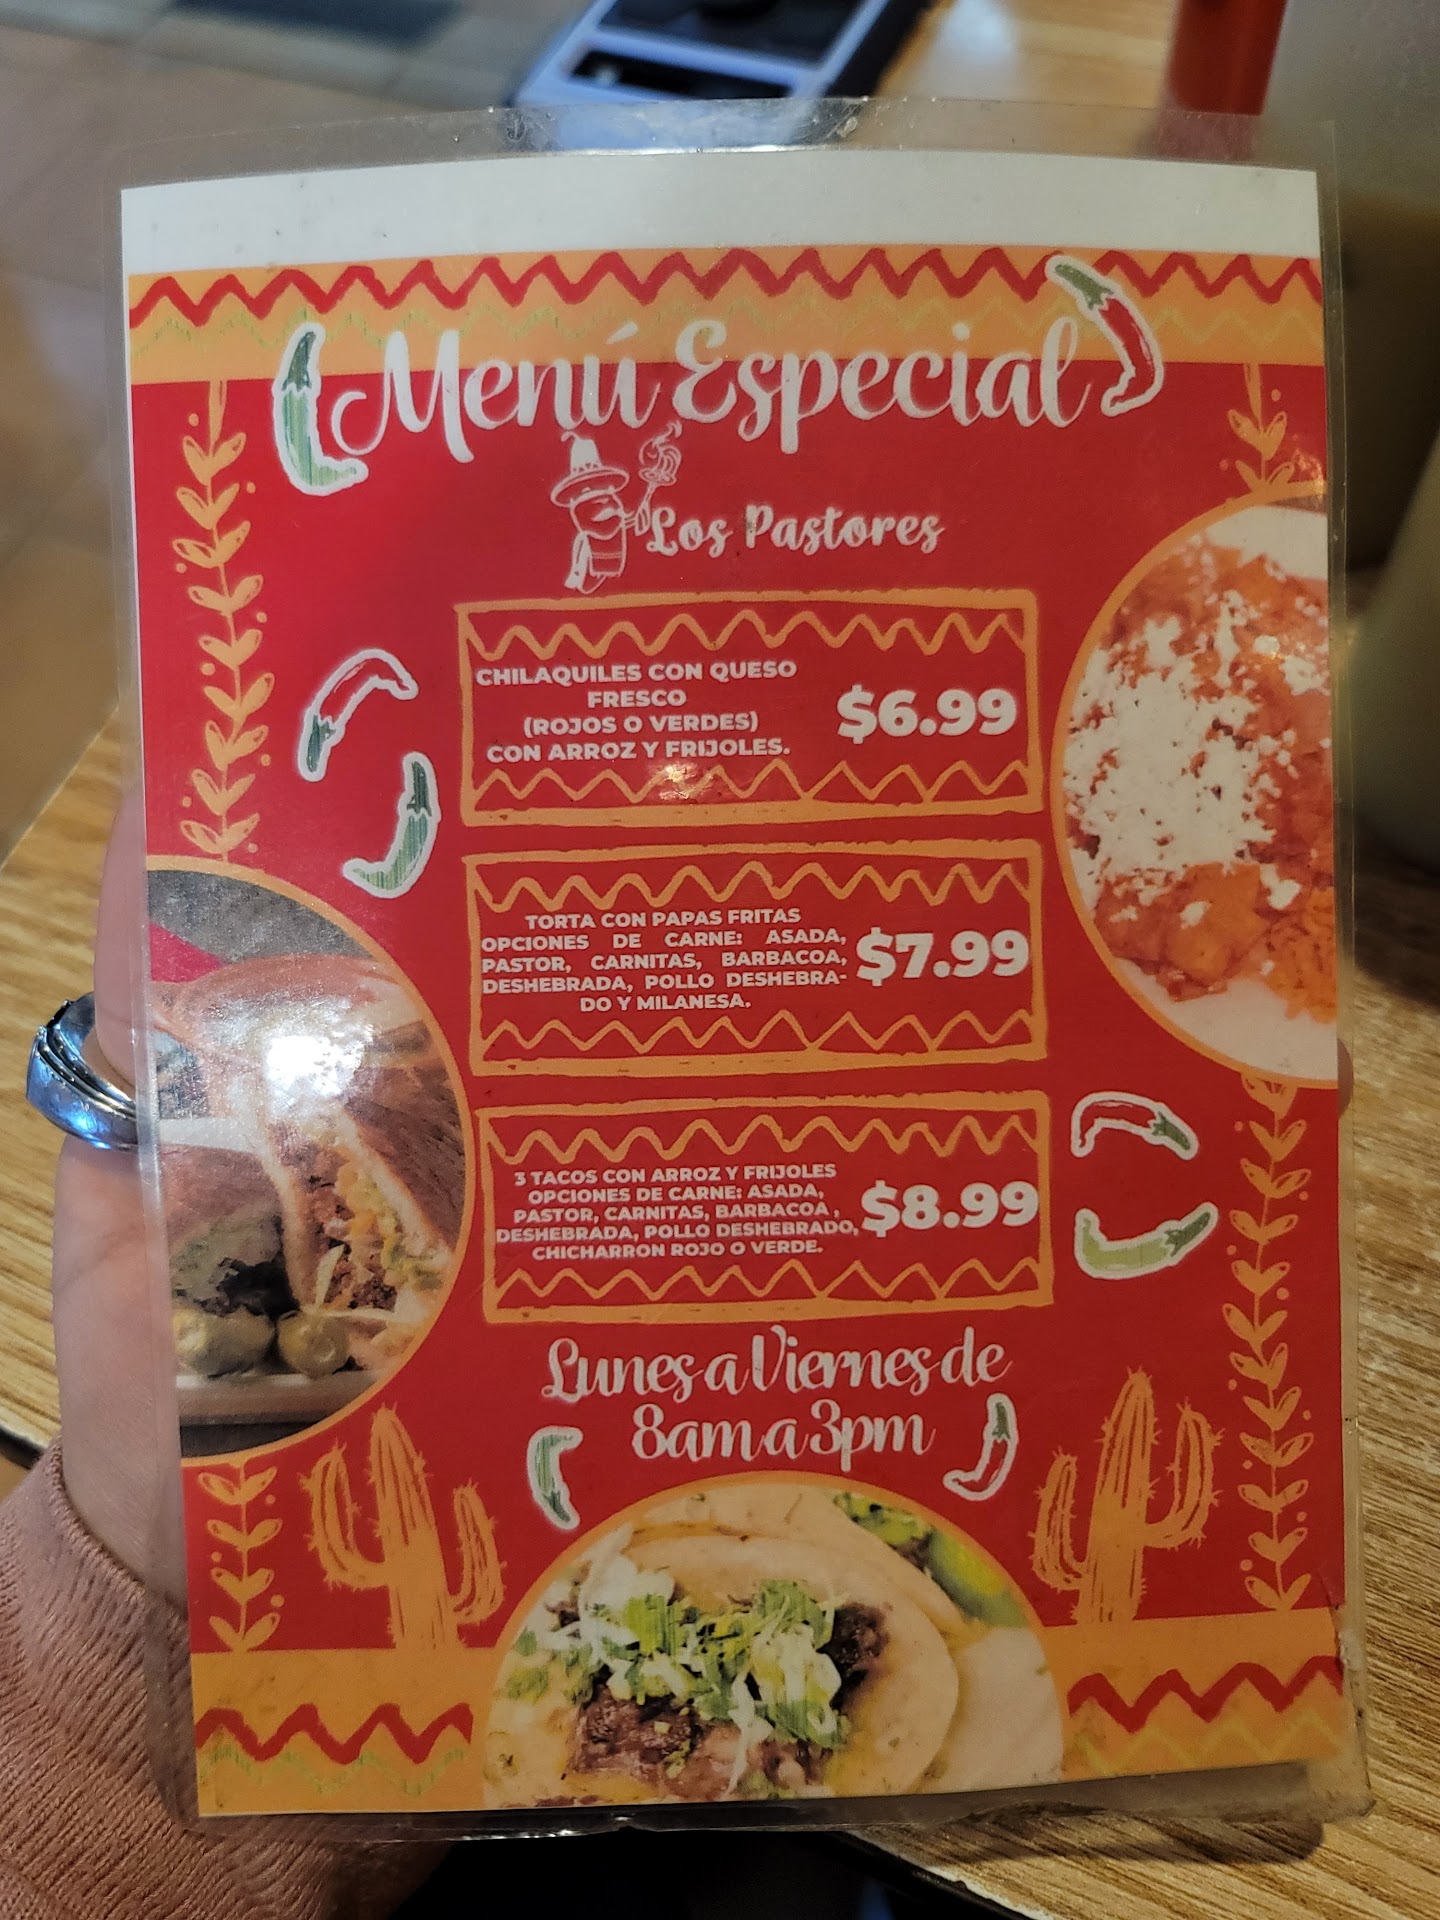 Menú Especial
Los Pastores
CHILAQUILES CON QUESO
FRESCO
(ROJOS O VERDES)
CON ARROZ Y FRIJOLES.
$6.99
TORTA CON PAPAS FRITAS
OPCIONES DE CARNE: ASADA,
PASTOR, CARNITAS, BARBACOA,
DESHEBRADA, POLLO DESHEBRA-
DO Y MILANESA.
$7.99
3 TACOS CON ARROZ Y FRIJOLES
OPCIONES DE CARNE: ASADA,
PASTOR, CARNITAS, BARBACOA ,
DESHEBRADA, POLLO DESHEBRADO,
CHICHARRON ROJO O VERDE.
$8.99
Lunes a Viernes de
8am a 3pm